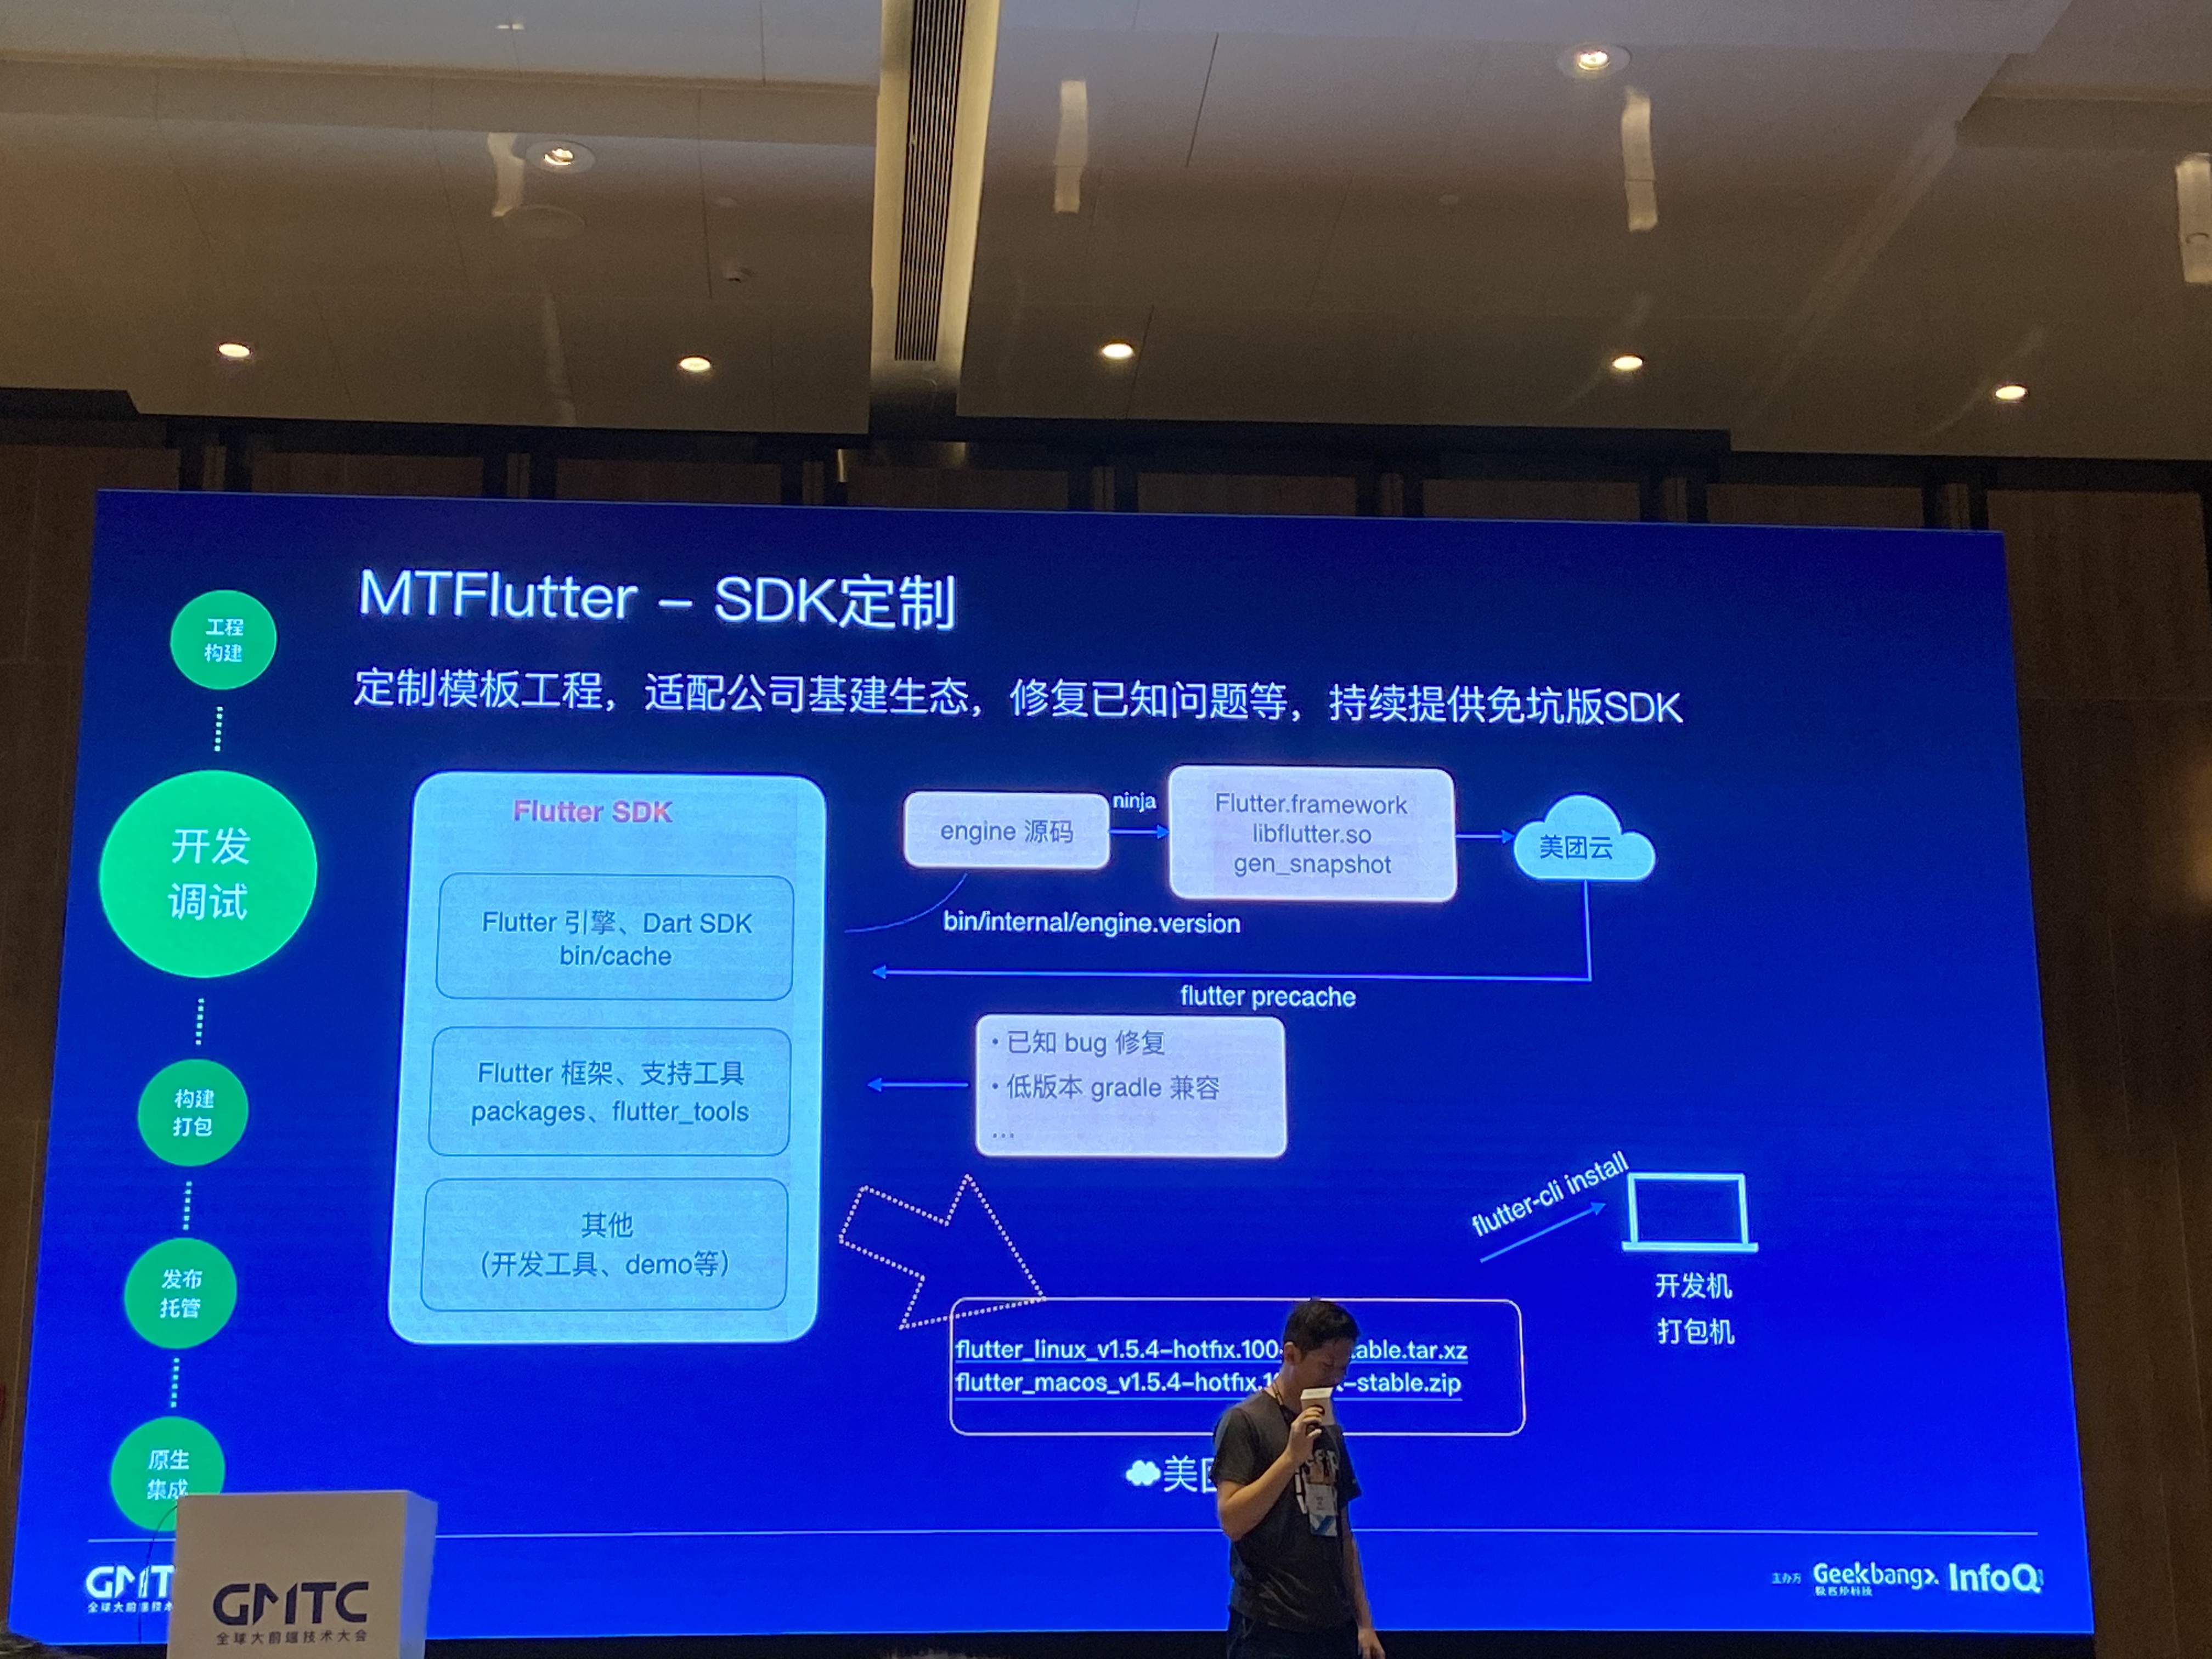 MTFlutter – SDK定制
定制模板工程，适配公司基建生态，修复已知问题等，持续提供免坑版SDK
工程
构建
开发
调试
构建
打包
发布
托管
原生
集成
Flutter SDK
Flutter 引擎、Dart SDK
bin/cache
Flutter 框架、支持工具
packages、flutter_tools
其他
（开发工具、demo等）
engine 源码
ninja
Flutter.framework
libflutter.so
gen_snapshot
美团云
bin/internal/engine.version
flutter precache
• 已知 bug 修复
• 低版本 gradle 兼容
...
flutter-cli install
开发机
打包机
flutter_linux_v1.5.4-hotfix.100 able.tar.xz
flutter_macos_v1.5.4-hotfix.1 -stable.zip
美
GMT
全球大前端技术
GMTC
全球大前端技术大会
主办方
Geekbang>.
极客邦科技
InfoQ